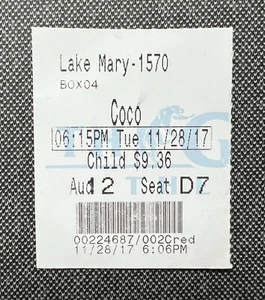 Lake Mary-1570
BOX04
Coco
06:15PM Tue 11/28/17
Child $9.36
Aud 12 Seat D7
00224687/002Cred
11/28/17 6:06PM